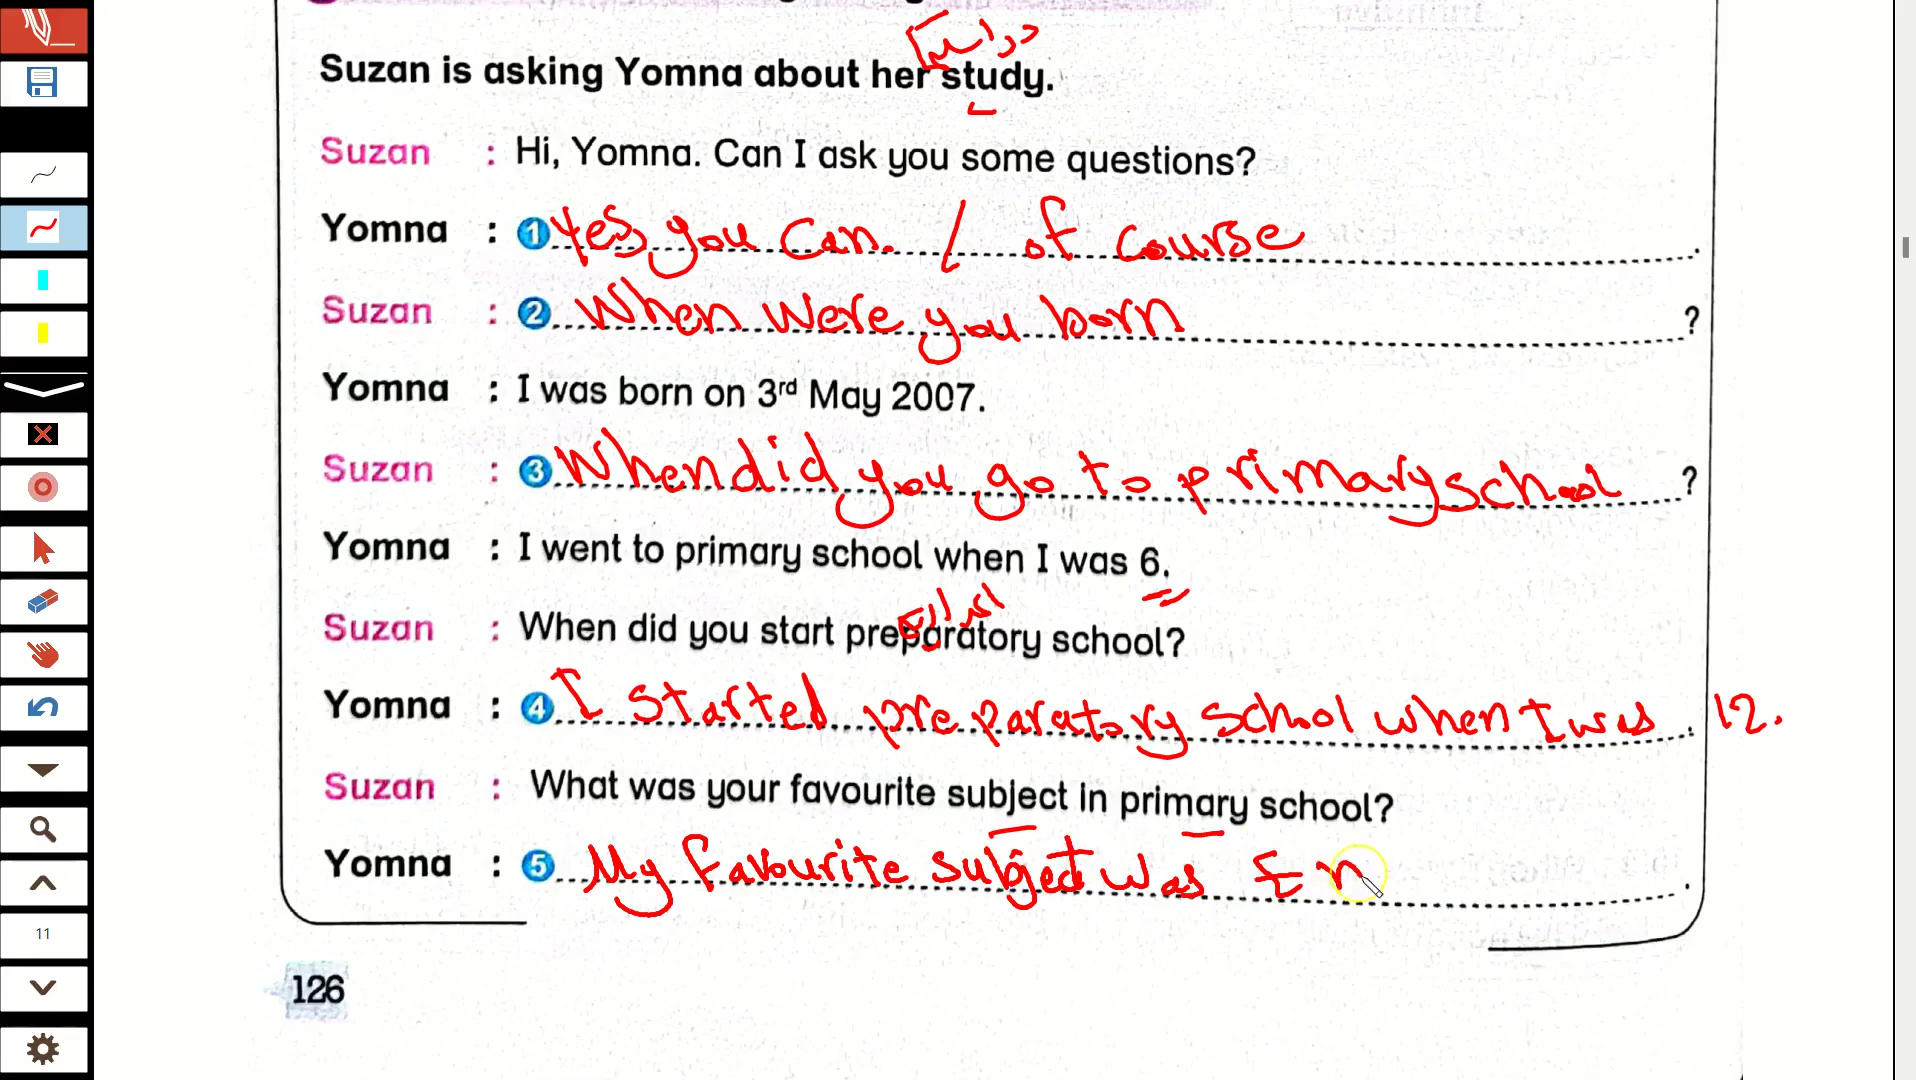 دراستها
Suzan is asking Yomna about her study.
Suzan : Hi, Yomna. Can I ask you some questions?
Yomna : 1 Yes, you can. / of course .
Suzan : 2 When were you born ?
Yomna : I was born on 3rd May 2007.
Suzan : 3 When did you go to primary school ?
Yomna : I went to primary school when I was 6.
Suzan : When did you start preparatory school?
Yomna : 4 I started preparatory school when I was 12.
Suzan : What was your favourite subject in primary school?
Yomna : 5 My favourite subject was En .
126
11